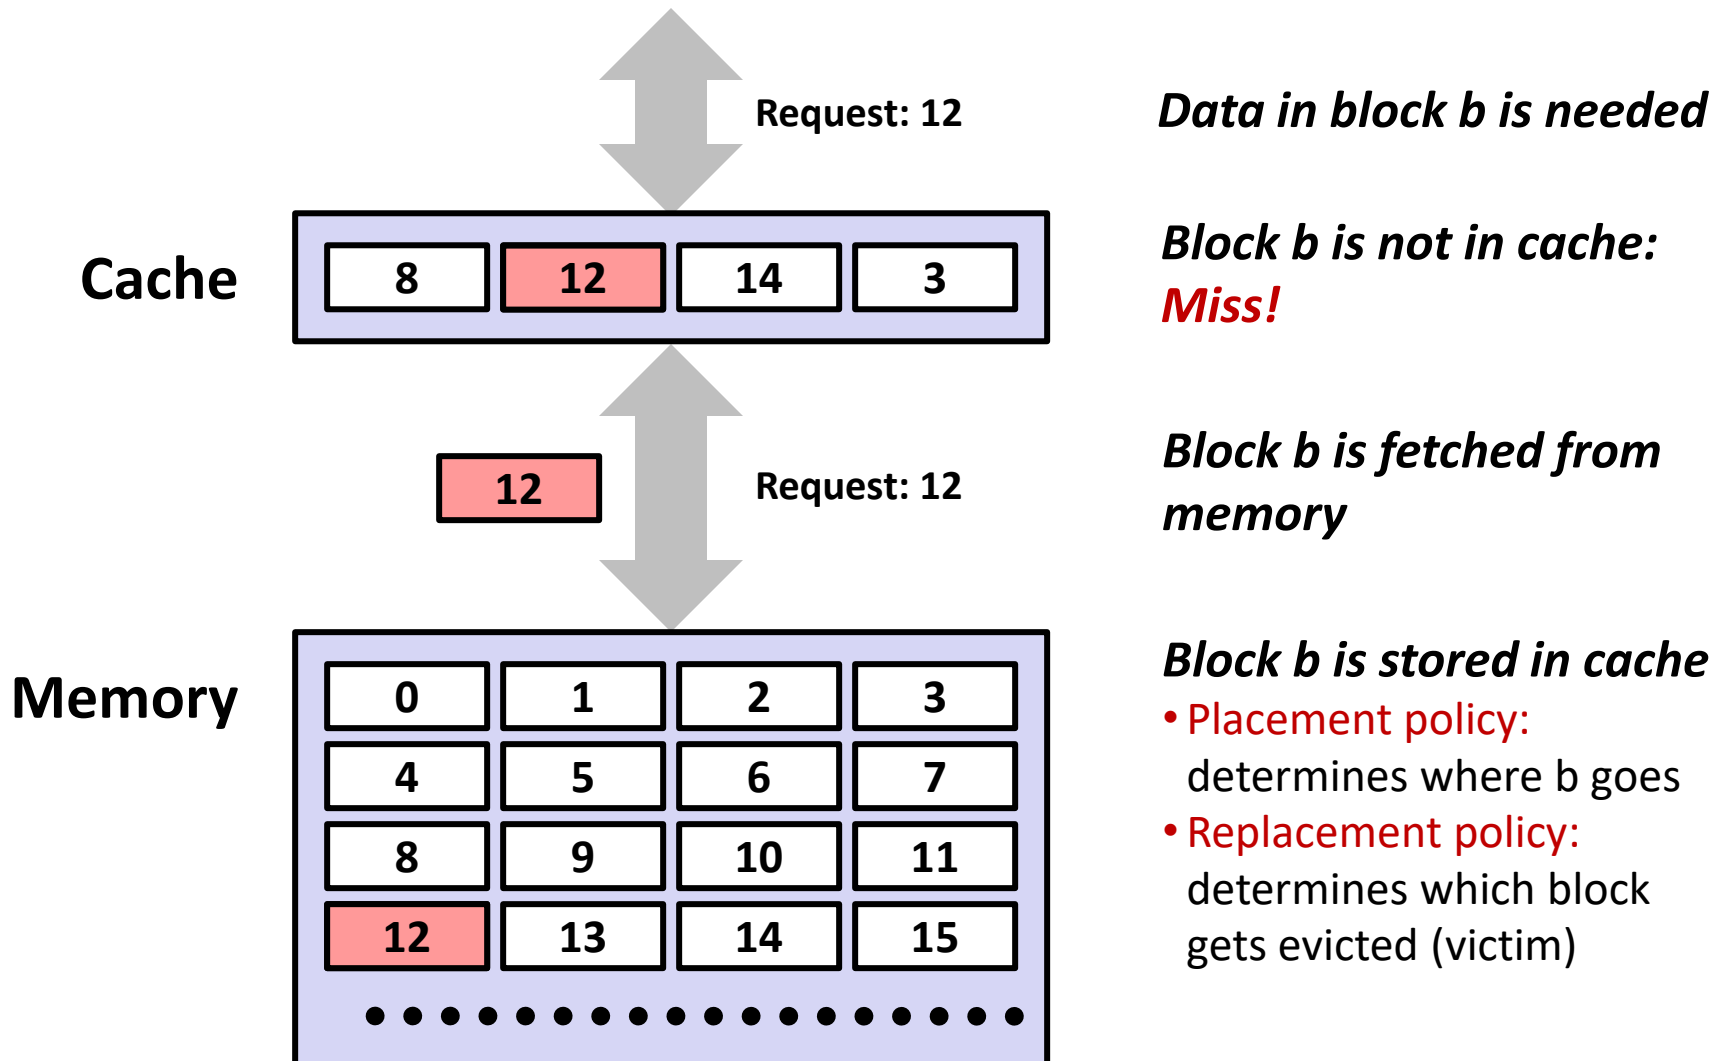 Request: 12
Data in block b is needed
Cache
8 12 14 3
Block b is not in cache:
Miss!
12
Request: 12
Block b is fetched from
memory
Memory
0 1 2 3
4 5 6 7
8 9 10 11
12 13 14 15
Block b is stored in cache
• Placement policy:
determines where b goes
• Replacement policy:
determines which block
gets evicted (victim)